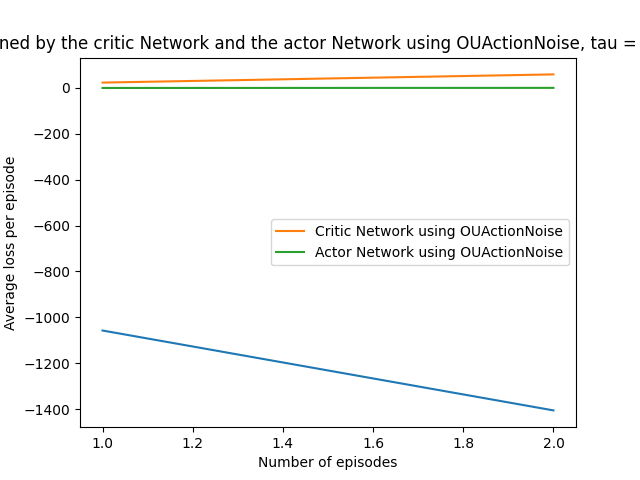 ned by the critic Network and the actor Network using OUActionNoise, tau =
0
−200
−400
−600
−800
−1000
−1200
−1400
Average loss per episode
Critic Network using OUActionNoise
Actor Network using OUActionNoise
1.0 1.2 1.4 1.6 1.8 2.0
Number of episodes